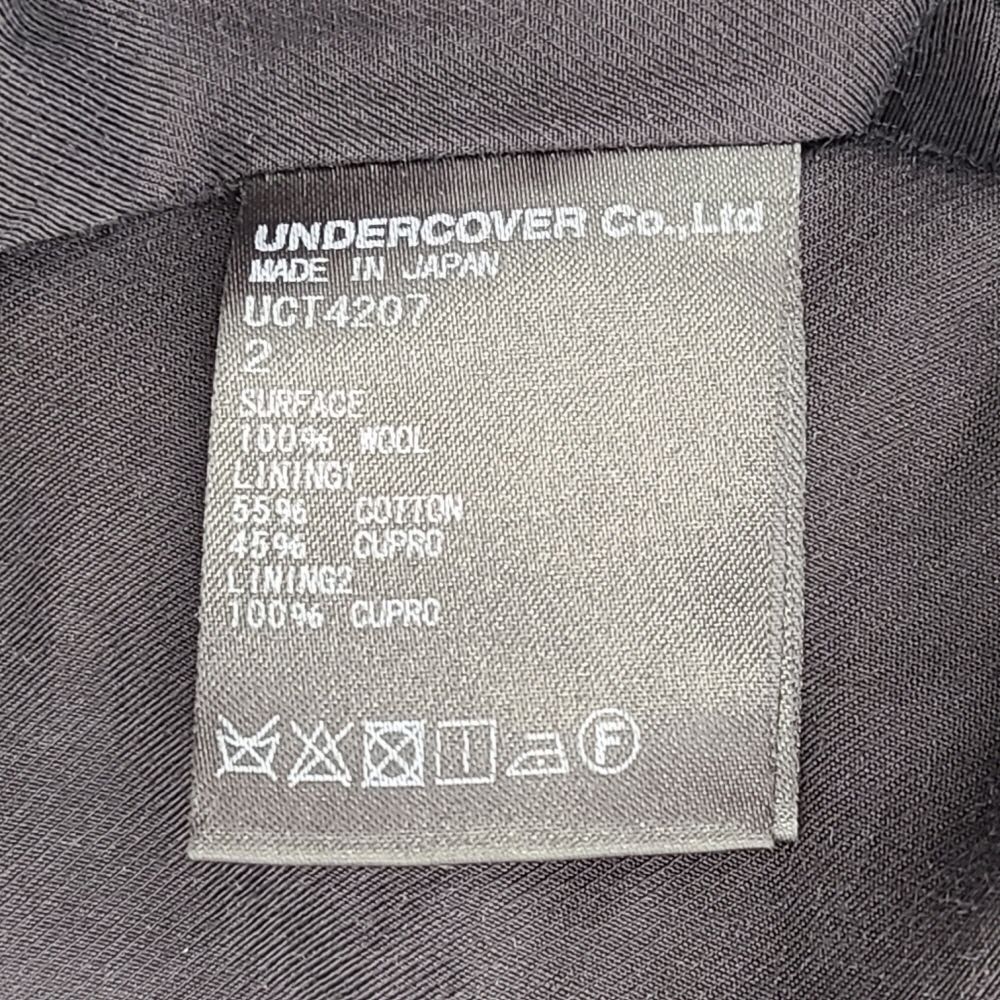 UNDERCOVER Co.,Ltd
MADE IN JAPAN
UCT4207
2
SURFACE
100% WOOL
LINING1
55% COTTON
45% CUPRO
LINING2
100% CUPRO
F